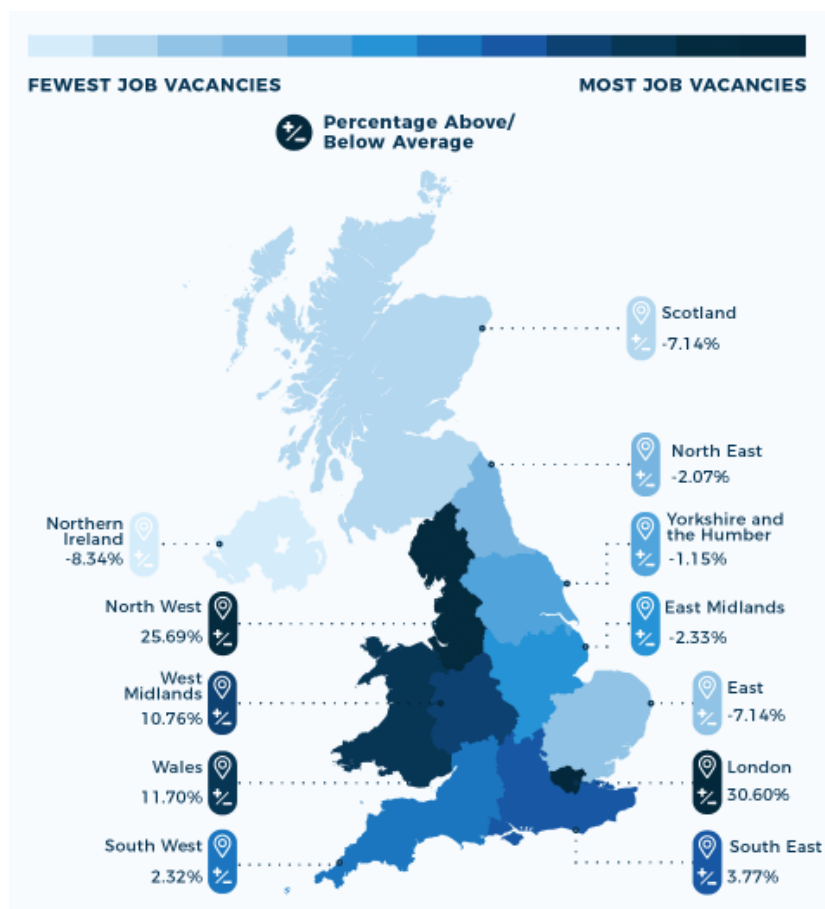 FEWEST JOB VACANCIES
MOST JOB VACANCIES
+/- Percentage Above/
Below Average
Scotland
+/- -7.14%
North East
+/- -2.07%
Yorkshire and
the Humber
+/- -1.15%
Northern
Ireland
-8.34% +/-
North West
25.69% +/-
East Midlands
+/- -2.33%
West
Midlands
10.76% +/-
East
+/- -7.14%
Wales
11.70% +/-
London
+/- 30.60%
South West
2.32% +/-
South East
+/- 3.77%